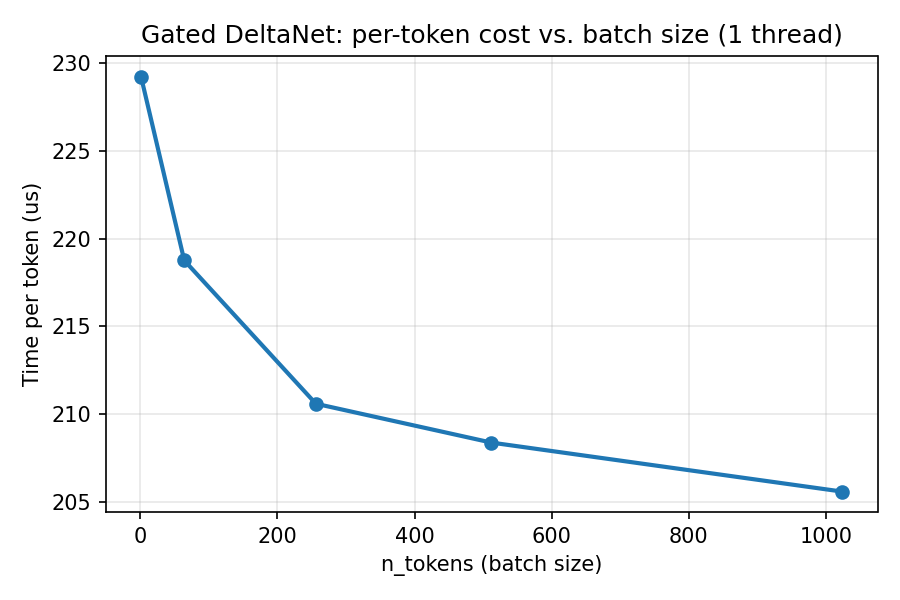 Gated DeltaNet: per-token cost vs. batch size (1 thread)
Time per token (us)
230
225
220
215
210
205
0 200 400 600 800 1000
n_tokens (batch size)